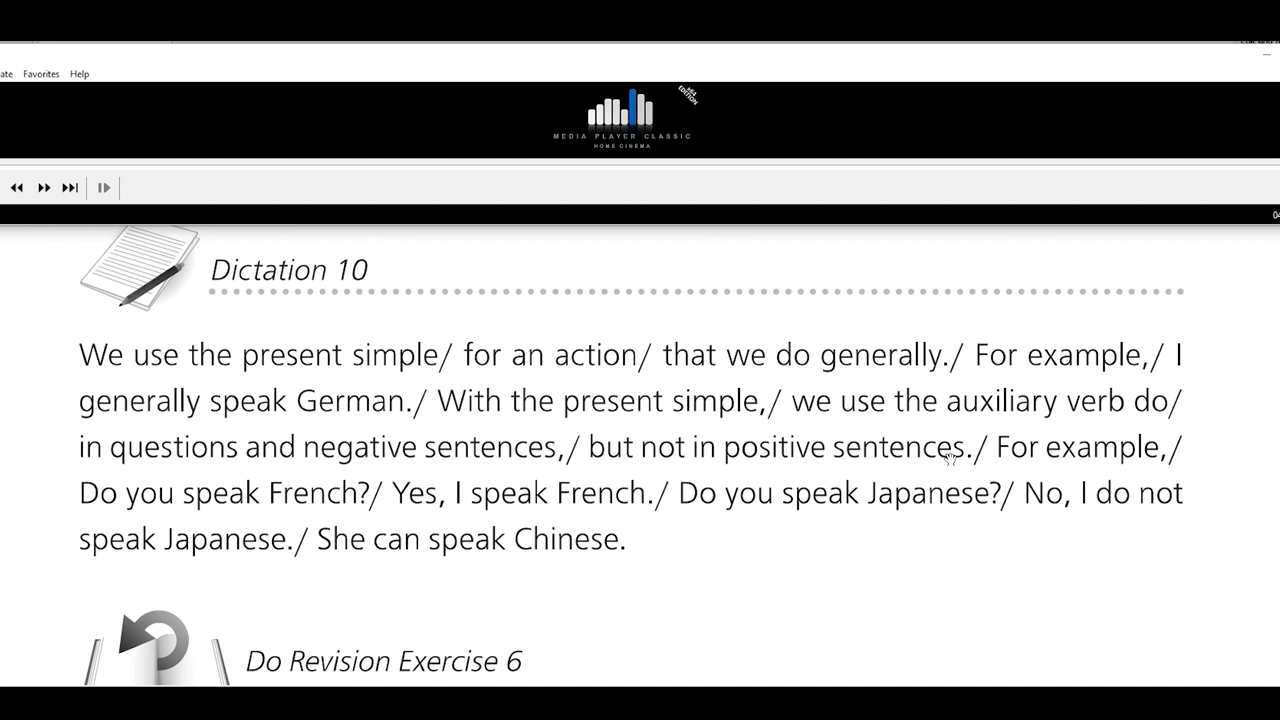 ate Favorites Help
x64 EDITION
MEDIA PLAYER CLASSIC
HOME CINEMA
Dictation 10
We use the present simple/ for an action/ that we do generally./ For example,/ I
generally speak German./ With the present simple,/ we use the auxiliary verb do/
in questions and negative sentences,/ but not in positive sentences./ For example,/
Do you speak French?/ Yes, I speak French./ Do you speak Japanese?/ No, I do not
speak Japanese./ She can speak Chinese.
Do Revision Exercise 6